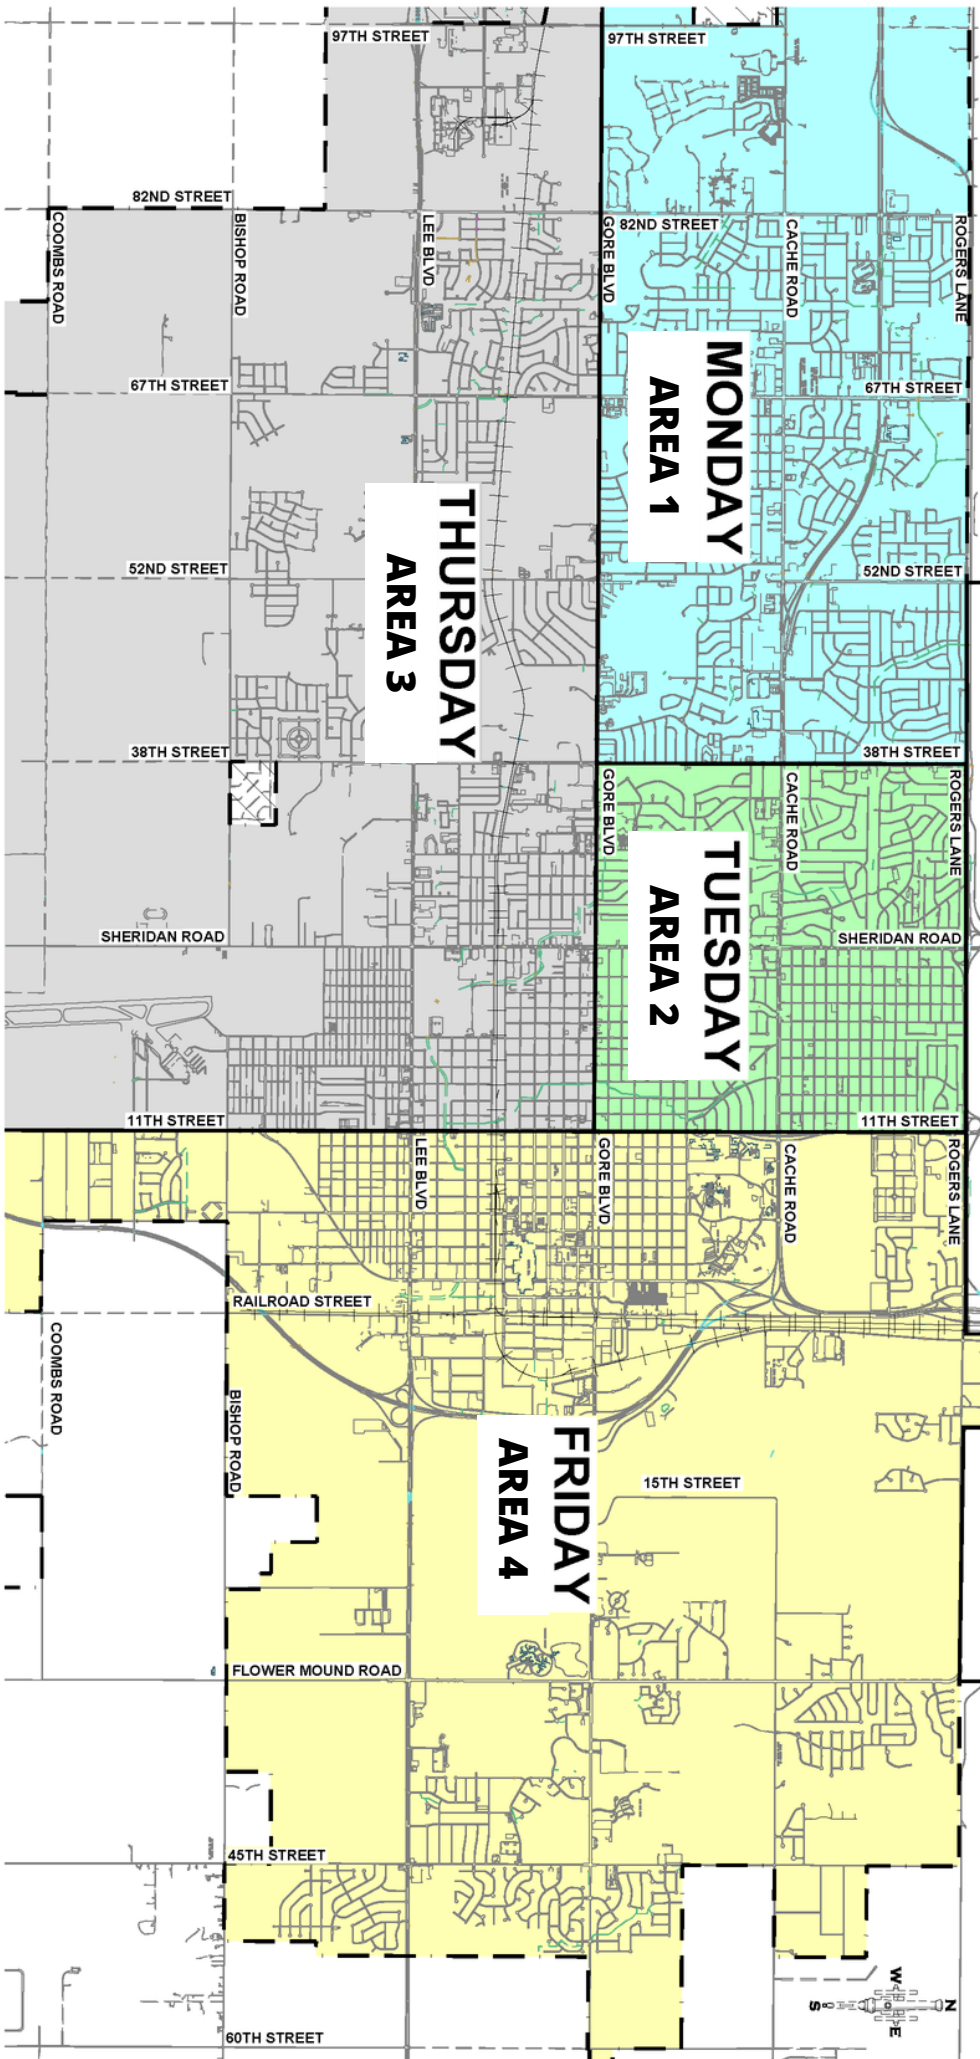 97TH STREET
97TH STREET
82ND STREET
82ND STREET
COOMBS ROAD
BISHOP ROAD
LEE BLVD
GORE BLVD
CACHE ROAD
ROGERS LANE
MONDAY
AREA 1
67TH STREET
67TH STREET
THURSDAY
AREA 3
52ND STREET
52ND STREET
38TH STREET
38TH STREET
GORE BLVD
CACHE ROAD
ROGERS LANE
TUESDAY
AREA 2
SHERIDAN ROAD
SHERIDAN ROAD
11TH STREET
11TH STREET
LEE BLVD
GORE BLVD
CACHE ROAD
ROGERS LANE
RAILROAD STREET
COOMBS ROAD
BISHOP ROAD
FRIDAY
AREA 4
15TH STREET
FLOWER MOUND ROAD
45TH STREET
W
N
S
E
60TH STREET